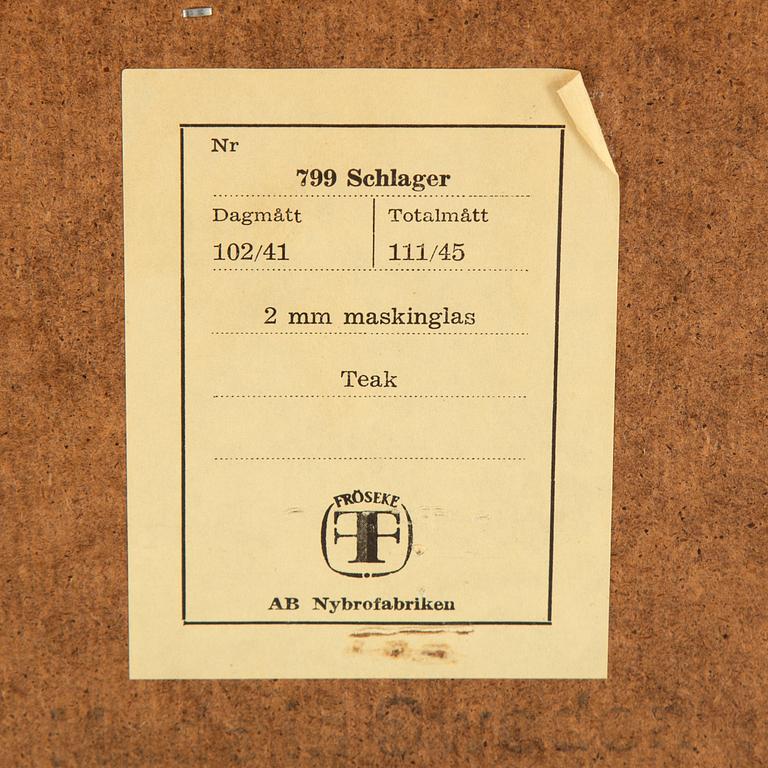 Nr
799 Schlager
Dagmått Totalmått
102/41 111/45
2 mm maskinglas
Teak
FRÖSEKE
AB Nybrofabriken